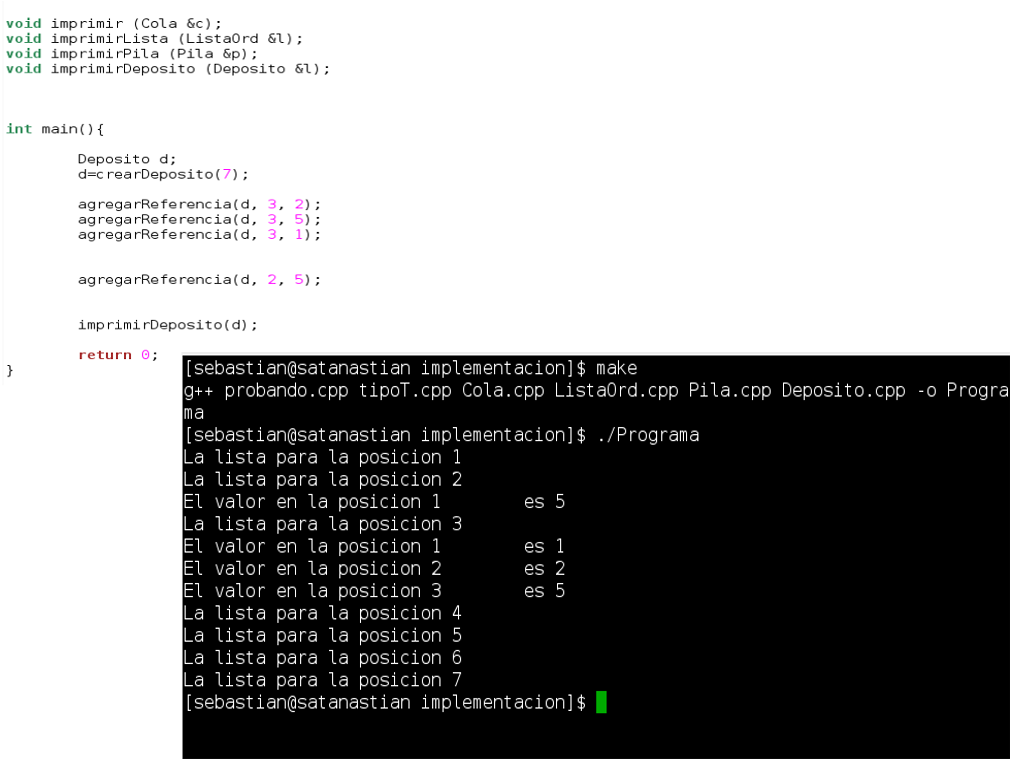 void imprimir (Cola &c);
void imprimirLista (ListaOrd &l);
void imprimirPila (Pila &p);
void imprimirDeposito (Deposito &l);
int main(){
Deposito d;
d=crearDeposito(7);
agregarReferencia(d, 3, 2);
agregarReferencia(d, 3, 5);
agregarReferencia(d, 3, 1);
agregarReferencia(d, 2, 5);
imprimirDeposito(d);
return 0;
}
[sebastian@satanastian implementacion]$ make
g++ probando.cpp tipoT.cpp Cola.cpp ListaOrd.cpp Pila.cpp Deposito.cpp -o Progra
ma
[sebastian@satanastian implementacion]$ ./Programa
La lista para la posicion 1
La lista para la posicion 2
El valor en la posicion 1 es 5
La lista para la posicion 3
El valor en la posicion 1 es 1
El valor en la posicion 2 es 2
El valor en la posicion 3 es 5
La lista para la posicion 4
La lista para la posicion 5
La lista para la posicion 6
La lista para la posicion 7
[sebastian@satanastian implementacion]$